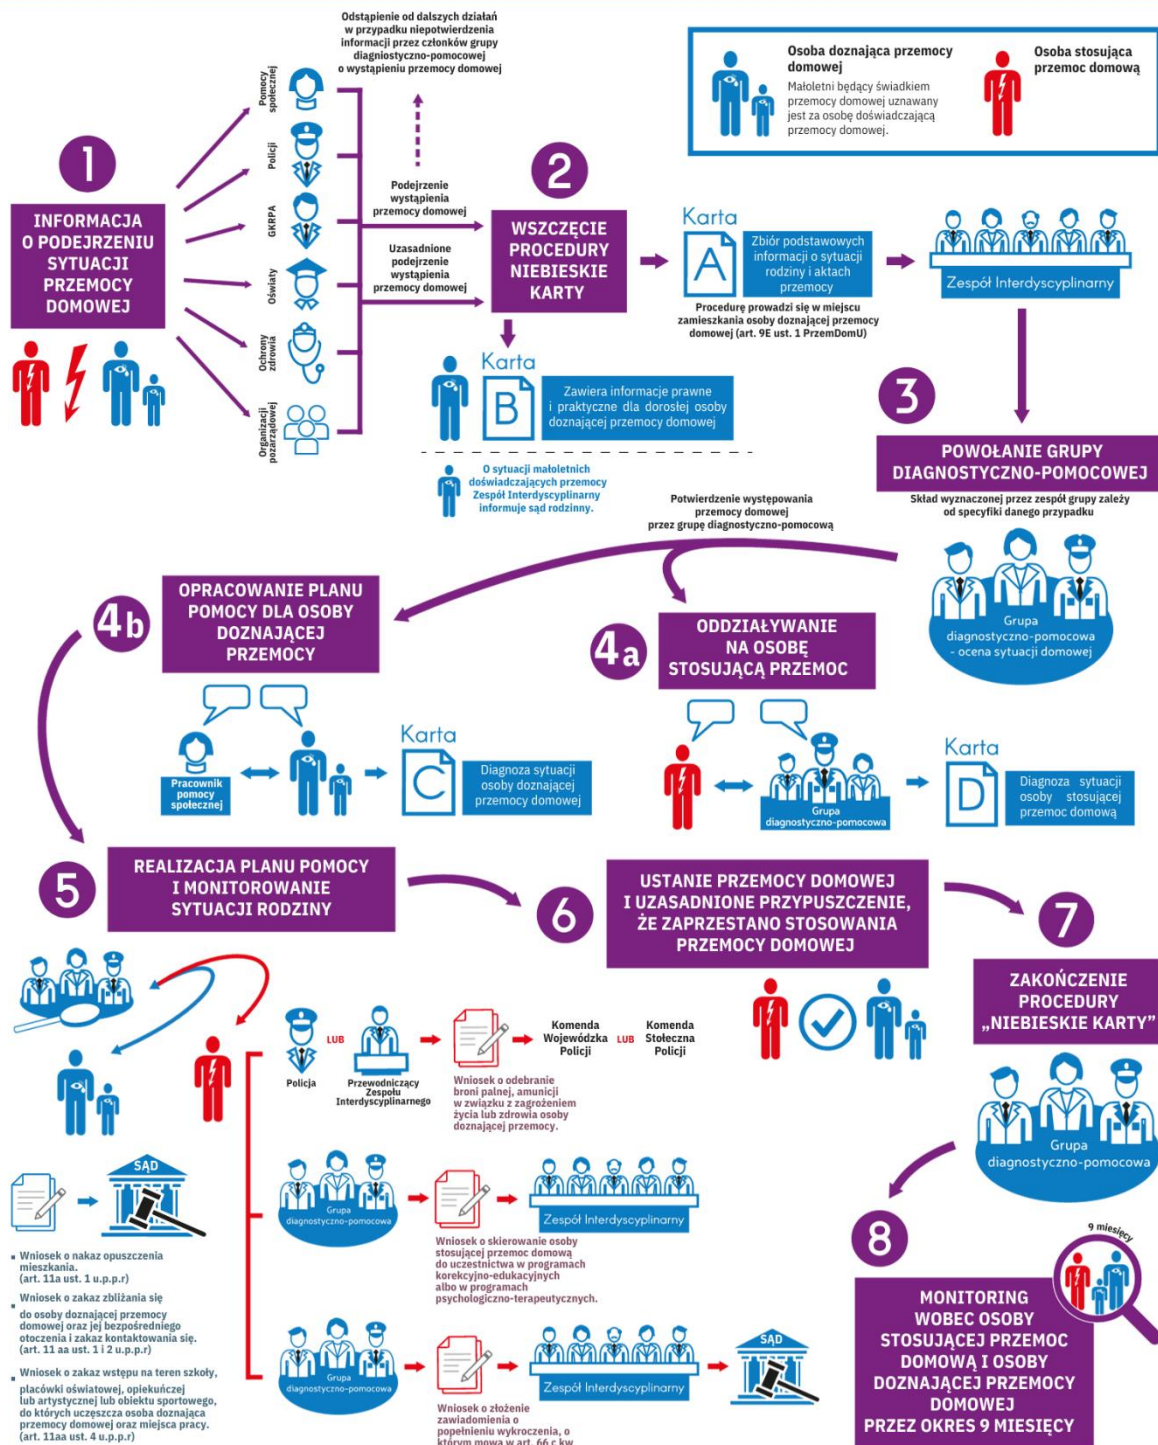 Odstąpienie od dalszych działań
w przypadku niepotwierdzenia
informacji przez członków grupy
diagniostyczno-pomocowej
o wystąpieniu przemocy domowej
Osoba doznająca przemocy
domowej
Małoletni będący świadkiem
przemocy domowej uznawany
jest za osobę doświadczającą
przemocy domowej.
Osoba stosująca
przemoc domową
1
INFORMACJA
O PODEJRZENIU
SYTUACJI
PRZEMOCY
DOMOWEJ
Pomocy
społecznej
Policji
GKRPA
Oświaty
Ochrony
zdrowia
Organizacji
pozarządowej
Podejrzenie
wystąpienia
przemocy domowej
Uzasadnione
podejrzenie
wystąpienia
przemocy domowej
2
WSZCZĘCIE
PROCEDURY
NIEBIESKIE
KARTY
Karta
A
Zbiór podstawowych
informacji o sytuacji
rodziny i aktach
przemocy
Procedurę prowadzi się w miejscu
zamieszkania osoby doznającej przemocy
domowej (art. 9E ust. 1 PrzemDomU)
Zespół Interdyscyplinarny
Karta
B
Zawiera informacje prawne
i praktyczne dla dorosłej osoby
doznającej przemocy domowej
O sytuacji małoletnich
doświadczających przemocy
Zespół Interdyscyplinarny
informuje sąd rodzinny.
3
POWOŁANIE GRUPY
DIAGNOSTYCZNO-POMOCOWEJ
Skład wyznaczonej przez zespół grupy zależy
od specyfiki danego przypadku
Grupa
diagnostyczno-pomocowa
- ocena sytuacji domowej
Potwierdzenie występowania
przemocy domowej
przez grupę diagnostyczno-pomocową
4b
OPRACOWANIE PLANU
POMOCY DLA OSOBY
DOZNAJĄCEJ
PRZEMOCY
4a
ODDZIAŁYWANIE
NA OSOBĘ
STOSUJĄCĄ PRZEMOC
Pracownik
pomocy
społecznej
Karta
C
Diagnoza sytuacji
osoby doznającej
przemocy domowej
Grupa
diagnostyczno-pomocowa
Karta
D
Diagnoza sytuacji
osoby stosującej
przemoc domową
5
REALIZACJA PLANU POMOCY
I MONITOROWANIE
SYTUACJI RODZINY
6
USTANIE PRZEMOCY DOMOWEJ
I UZASADNIONE PRZYPUSZCZENIE,
ŻE ZAPRZESTANO STOSOWANIA
PRZEMOCY DOMOWEJ
7
ZAKOŃCZENIE
PROCEDURY
„NIEBIESKIE KARTY”
Grupa
diagnostyczno-pomocowa
Policja
LUB
Przewodniczący
Zespołu
Interdyscyplinarnego
Wniosek o odebranie
broni palnej, amunicji
w związku z zagrożeniem
życia lub zdrowia osoby
doznającej przemocy.
Komenda
Wojewódzka
Policji
LUB
Komenda
Stołeczna
Policji
Grupa
diagnostyczno-pomocowa
Wniosek o skierowanie osoby
stosującej przemoc domową
do uczestnictwa w programach
korekcyjno-edukacyjnych
albo w programach
psychologiczno-terapeutycznych.
Zespół Interdyscyplinarny
Grupa
diagnostyczno-pomocowa
Wniosek o złożenie
zawiadomienia o
popełnieniu wykroczenia, o
którym mowa w art. 66 c kw
Zespół Interdyscyplinarny
SĄD
SĄD
Wniosek o nakaz opuszczenia
mieszkania.
(art. 11a ust. 1 u.p.p.r)
Wniosek o zakaz zbliżania się
do osoby doznającej przemocy
domowej oraz jej bezpośredniego
otoczenia i zakaz kontaktowania się.
(art. 11 aa ust. 1 i 2 u.p.p.r)
Wniosek o zakaz wstępu na teren szkoły,
placówki oświatowej, opiekuńczej
lub artystycznej lub obiektu sportowego,
do których uczęszcza osoba doznająca
przemocy domowej oraz miejsca pracy.
(art. 11aa ust. 4 u.p.p.r)
8
9 miesięcy
MONITORING
WOBEC OSOBY
STOSUJĄCEJ PRZEMOC
DOMOWĄ I OSOBY
DOZNAJĄCEJ PRZEMOCY
DOMOWEJ
PRZEZ OKRES 9 MIESIĘCY